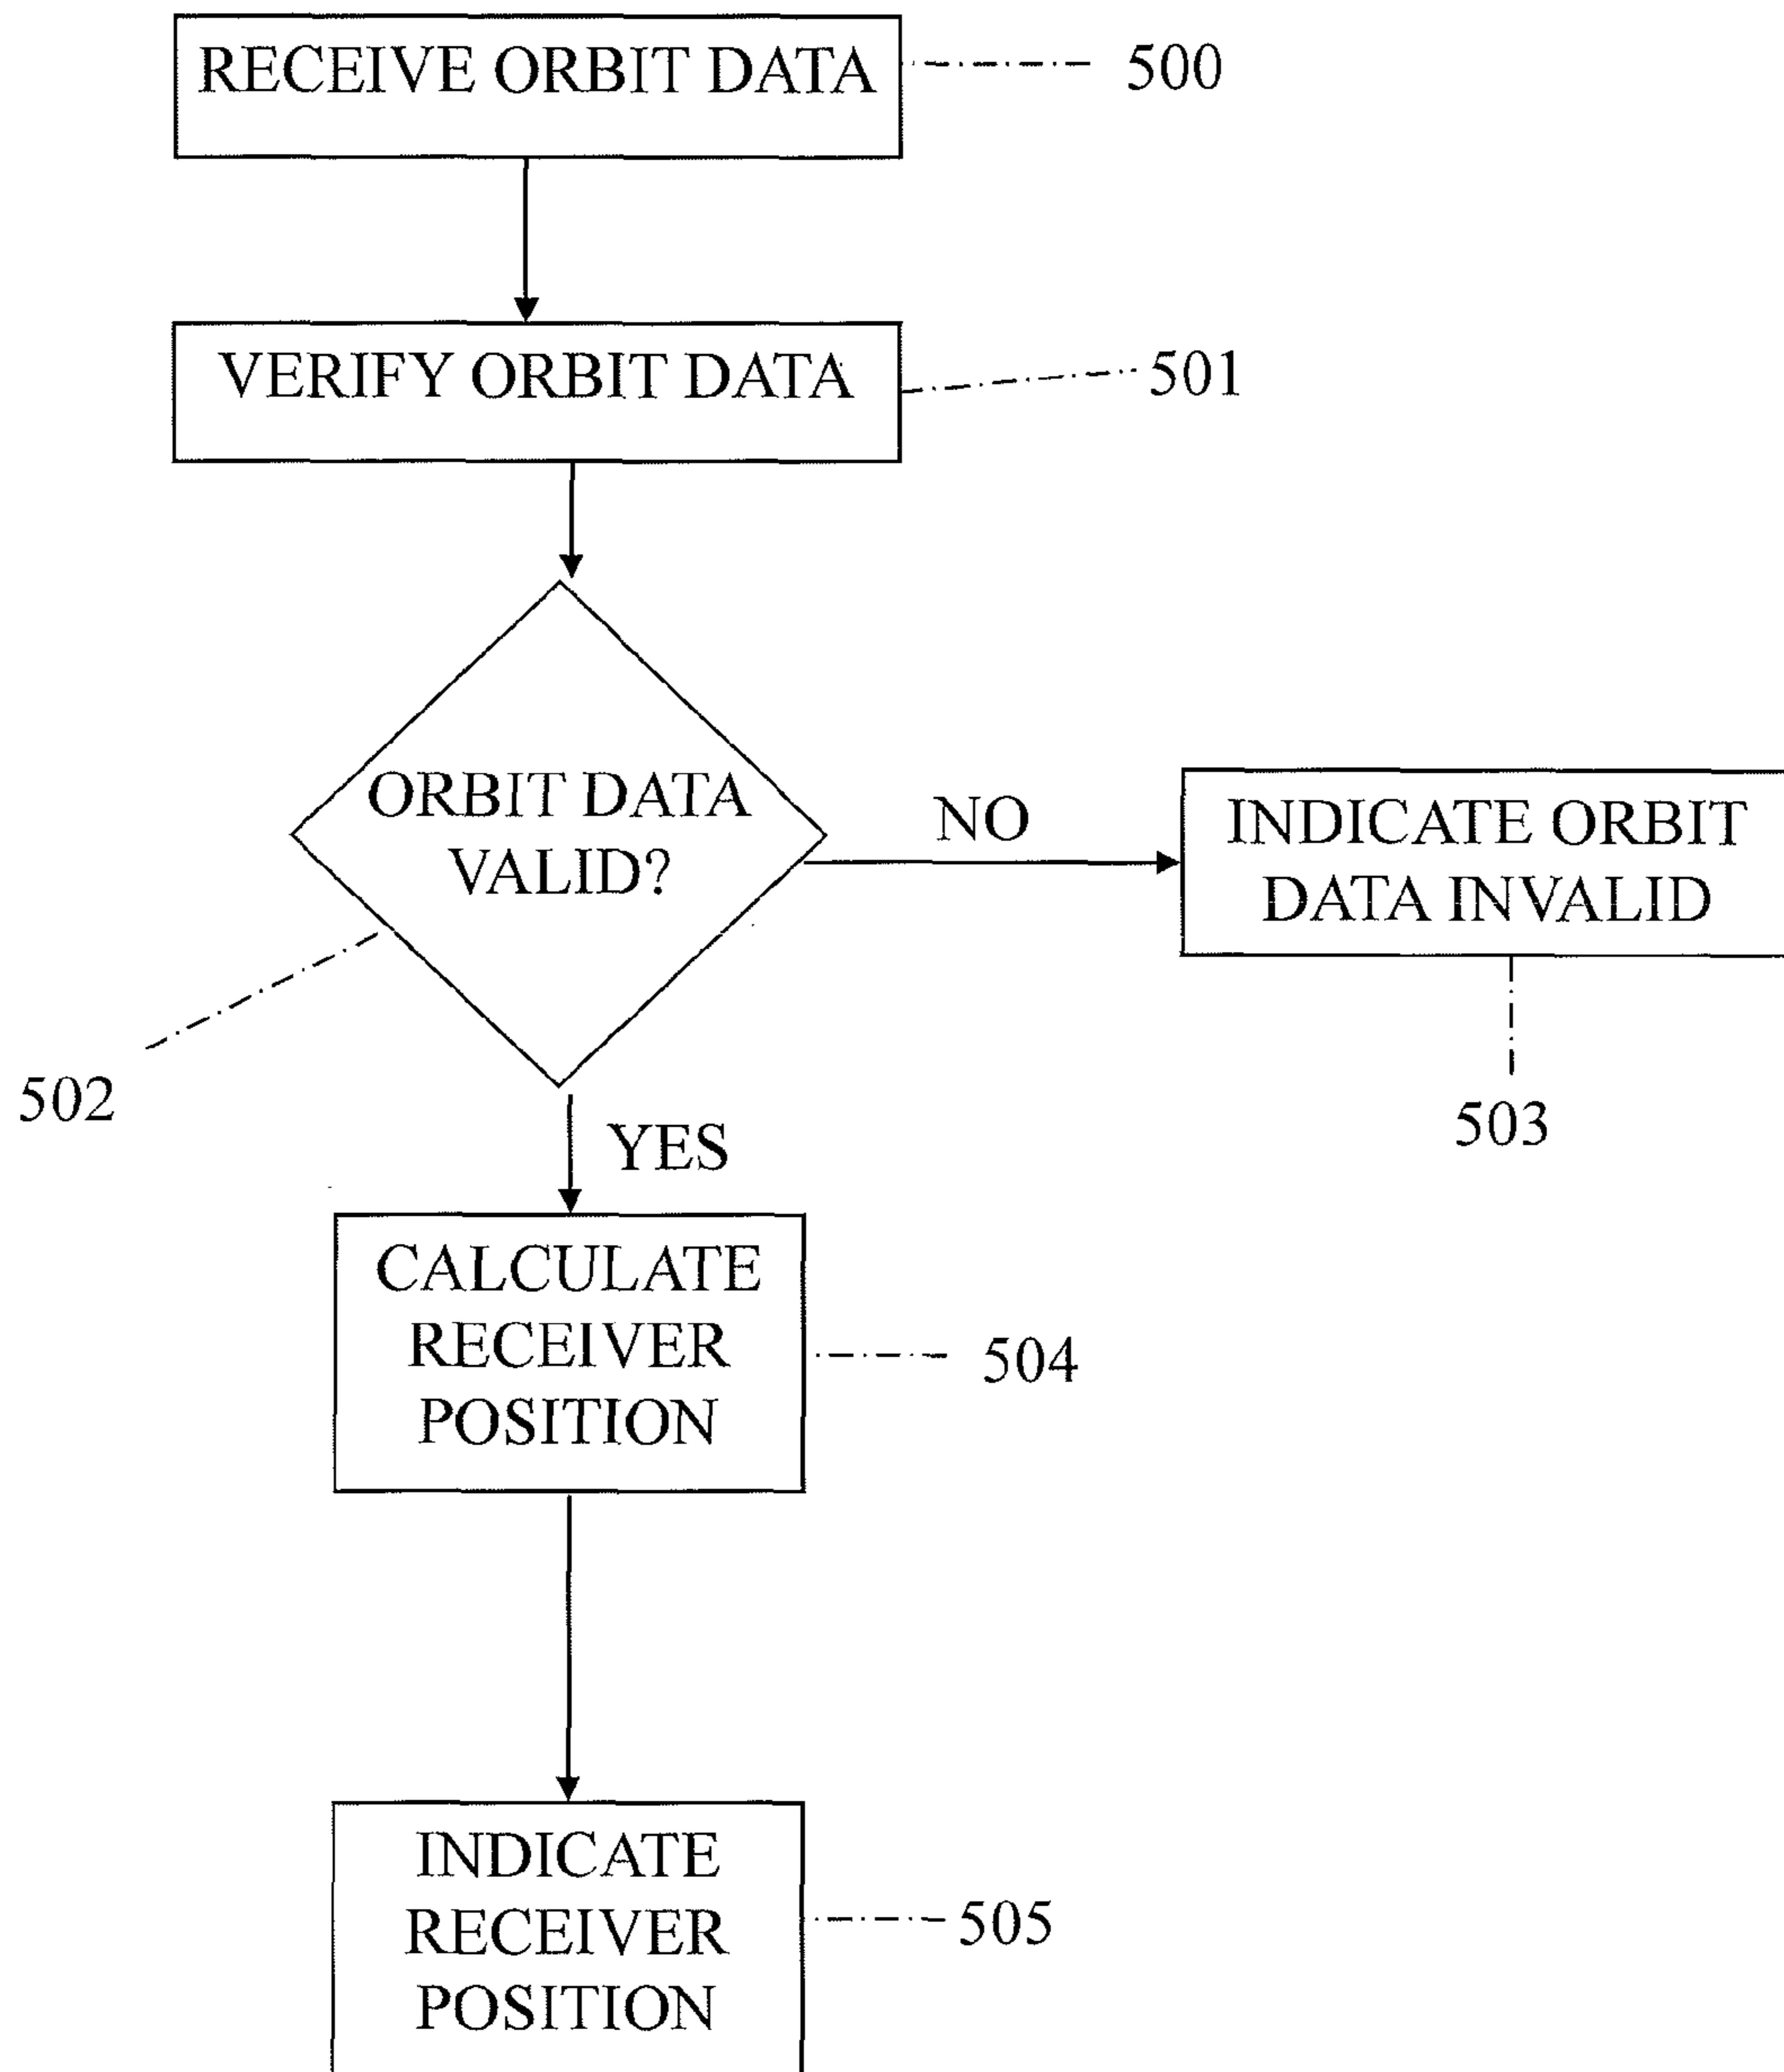 RECEIVE ORBIT DATA
500
VERIFY ORBIT DATA
501
ORBIT DATA
VALID?
502
NO
INDICATE ORBIT
DATA INVALID
503
YES
CALCULATE
RECEIVER
POSITION
504
INDICATE
RECEIVER
POSITION
505